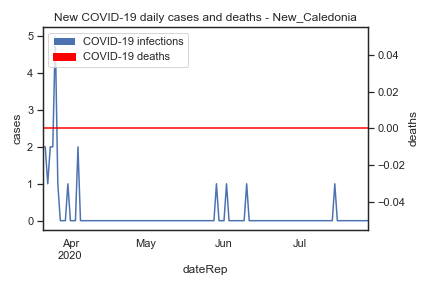 New COVID-19 daily cases and deaths - New_Caledonia
COVID-19 infections
COVID-19 deaths
5
4
3
2
1
0
cases
0.04
0.02
0.00
−0.02
−0.04
deaths
Apr
2020
May
Jun
Jul
dateRep